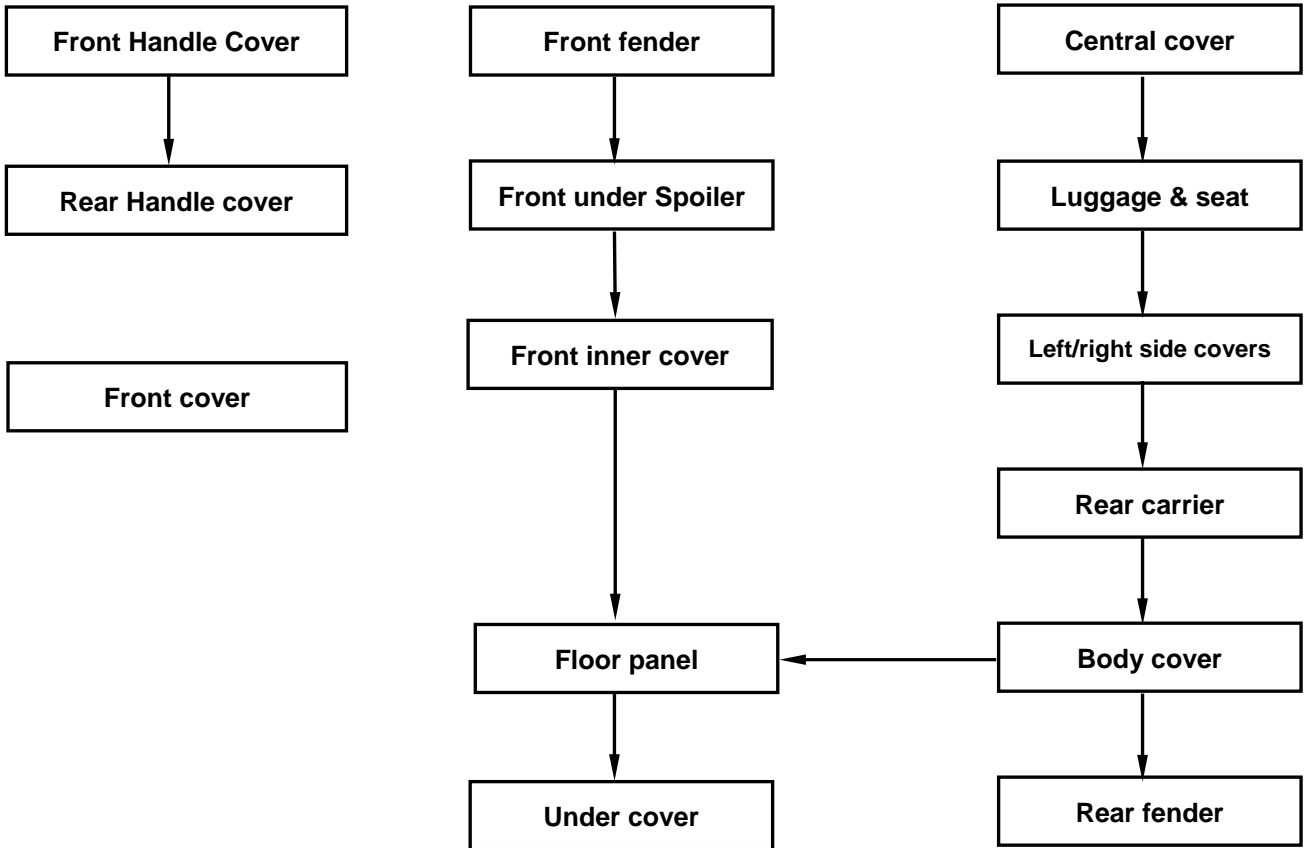 Front Handle Cover
Rear Handle cover
Front cover
Front fender
Front under Spoiler
Front inner cover
Floor panel
Under cover
Central cover
Luggage & seat
Left/right side covers
Rear carrier
Body cover
Rear fender